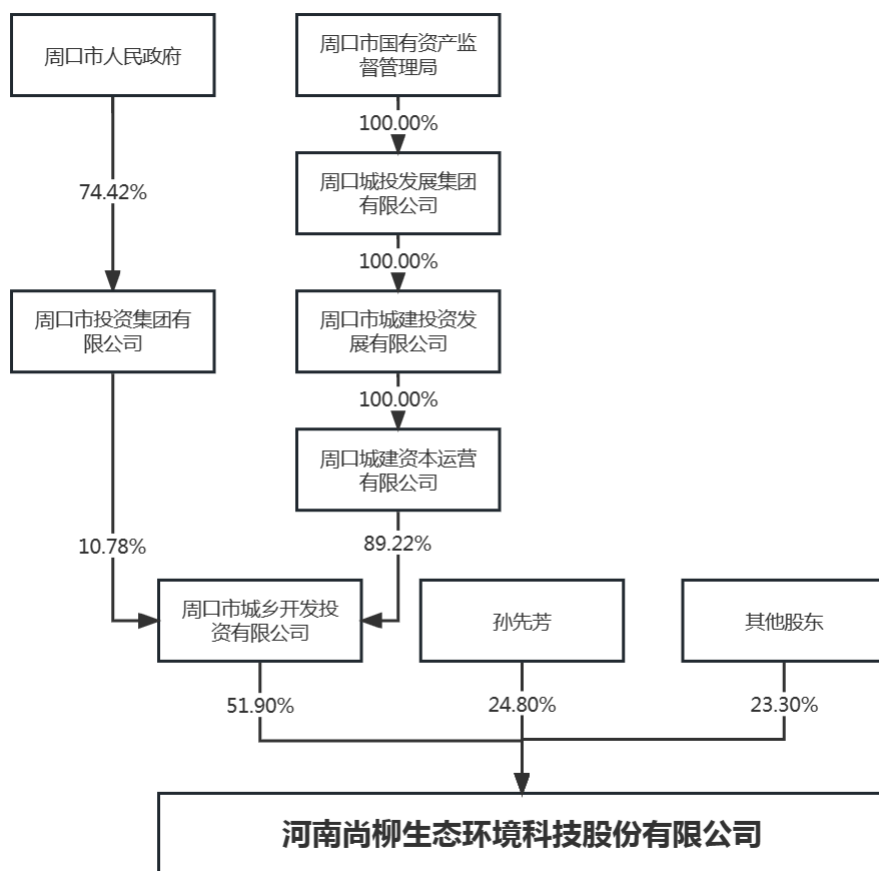 周口市人民政府
周口市国有资产监
督管理局
100.00%
周口城投发展集团
有限公司
74.42%
100.00%
周口市投资集团有
限公司
周口市城建投资发
展有限公司
100.00%
周口城建资本运营
有限公司
10.78%
89.22%
周口市城乡开发投
资有限公司
孙先芳
其他股东
51.90%
24.80%
23.30%
河南尚柳生态环境科技股份有限公司